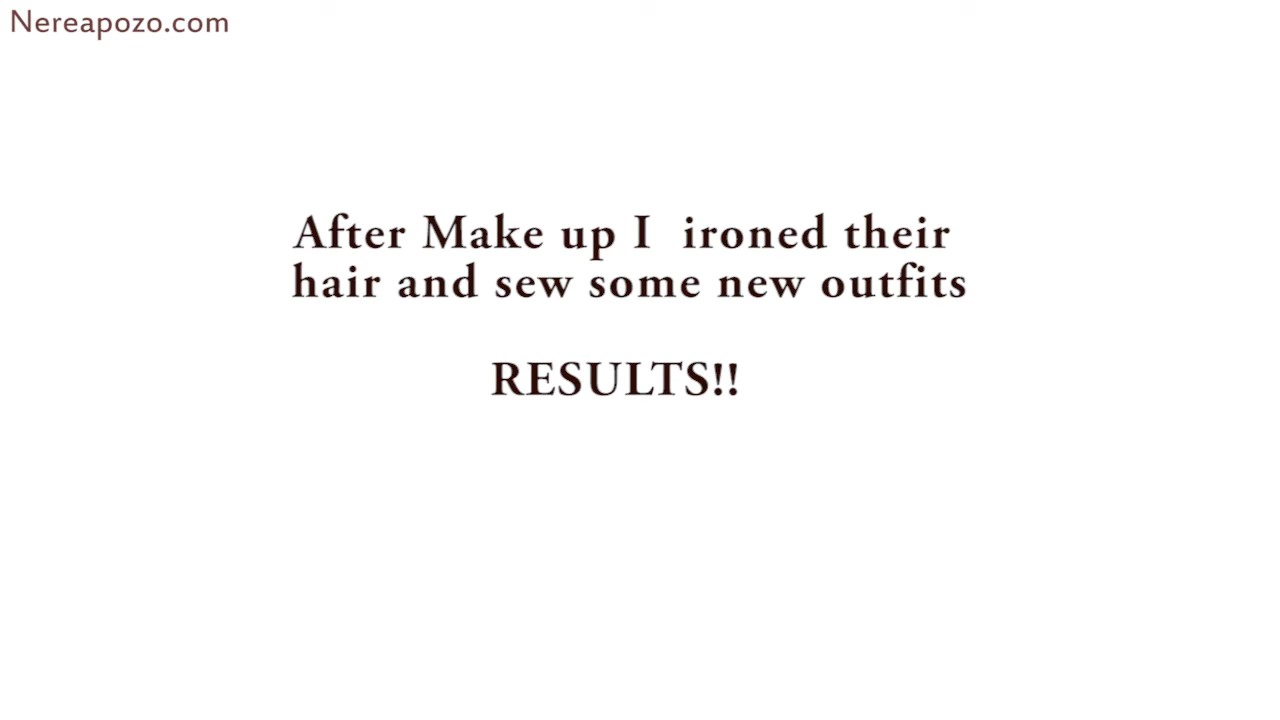 Nereapozo.com
After Make up I  ironed their
hair and sew some new outfits
RESULTS!!